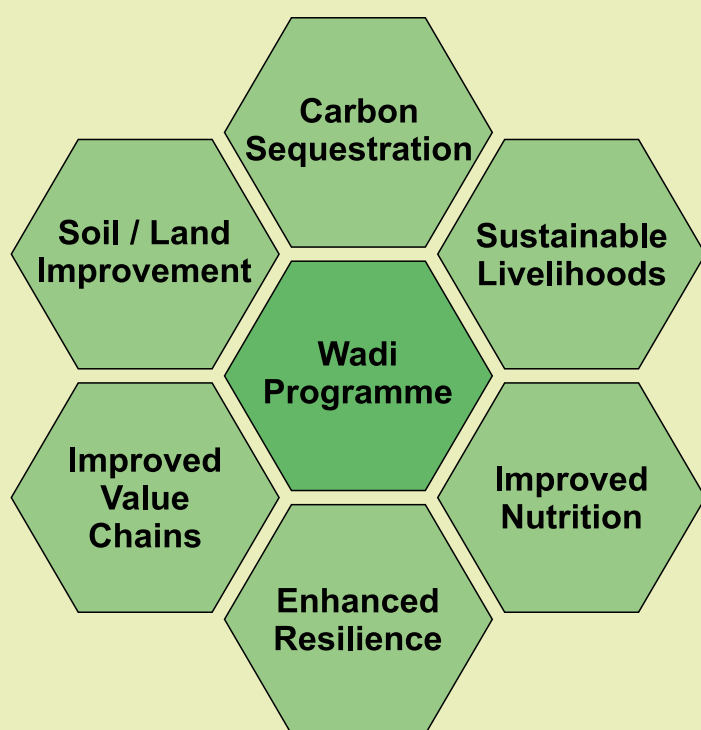 Carbon
Sequestration
Soil / Land
Improvement
Sustainable
Livelihoods
Wadi
Programme
Improved
Value
Chains
Improved
Nutrition
Enhanced
Resilience